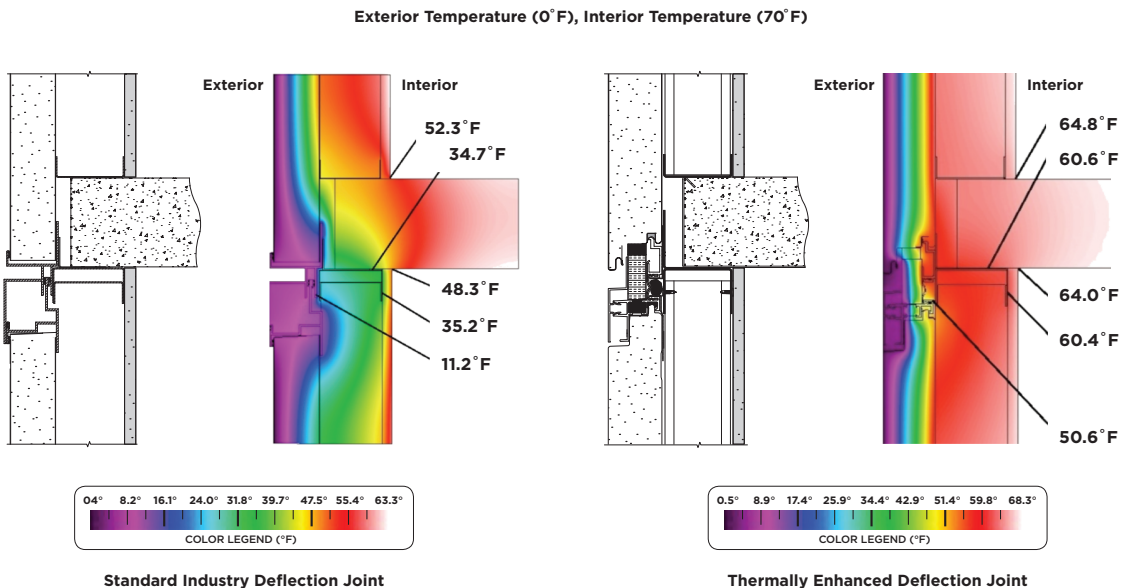 Exterior Temperature (0°F), Interior Temperature (70°F)
Exterior
Interior
52.3°F
34.7°F
48.3°F
35.2°F
11.2°F
04° 8.2° 16.1° 24.0° 31.8° 39.7° 47.5° 55.4° 63.3°
COLOR LEGEND (°F)
Standard Industry Deflection Joint
Exterior
Interior
64.8°F
60.6°F
64.0°F
60.4°F
50.6°F
0.5° 8.9° 17.4° 25.9° 34.4° 42.9° 51.4° 59.8° 68.3°
COLOR LEGEND (°F)
Thermally Enhanced Deflection Joint